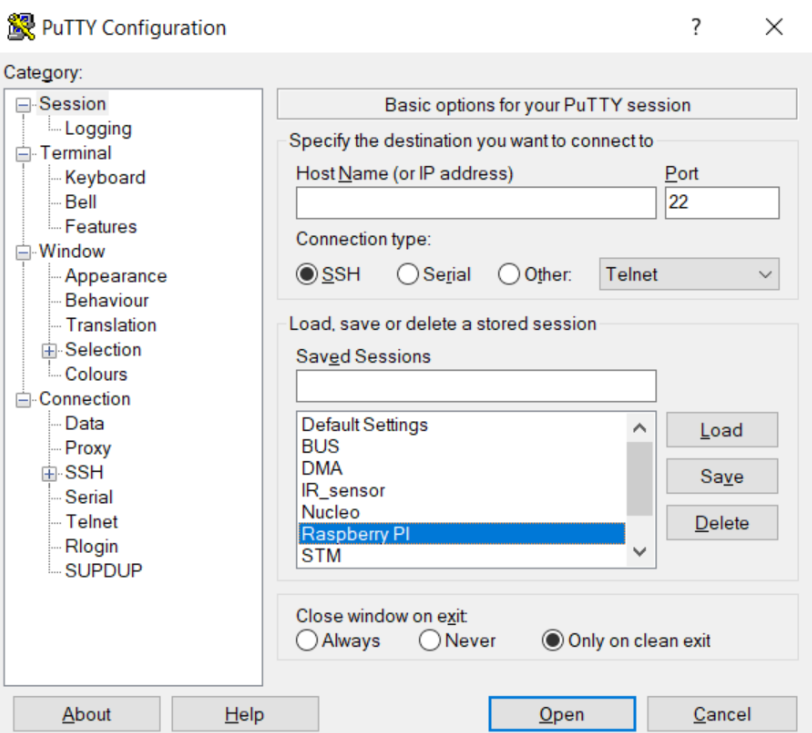 PuTTY Configuration
?
Category:
Session
Logging
Terminal
Keyboard
Bell
Features
Window
Appearance
Behaviour
Translation
Selection
Colours
Connection
Data
Proxy
SSH
Serial
Telnet
Rlogin
SUPDUP
Basic options for your PuTTY session
Specify the destination you want to connect to
Host Name (or IP address) Port
22
Connection type:
SSH Serial Other: Telnet
Load, save or delete a stored session
Saved Sessions
Default Settings
BUS
DMA
IR_sensor
Nucleo
Raspberry PI
STM
Load
Save
Delete
Close window on exit:
Always Never Only on clean exit
About Help Open Cancel